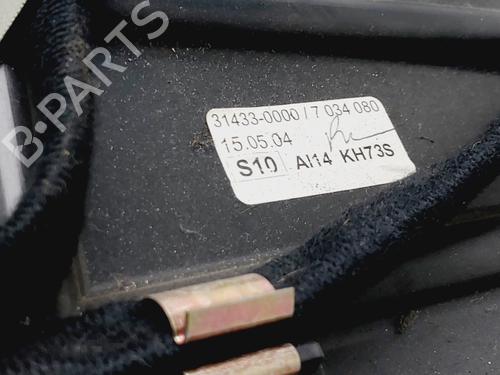 B-PARTS
31433-0000 / 7 034 080
15.05.04
S10 AI14 KH73S